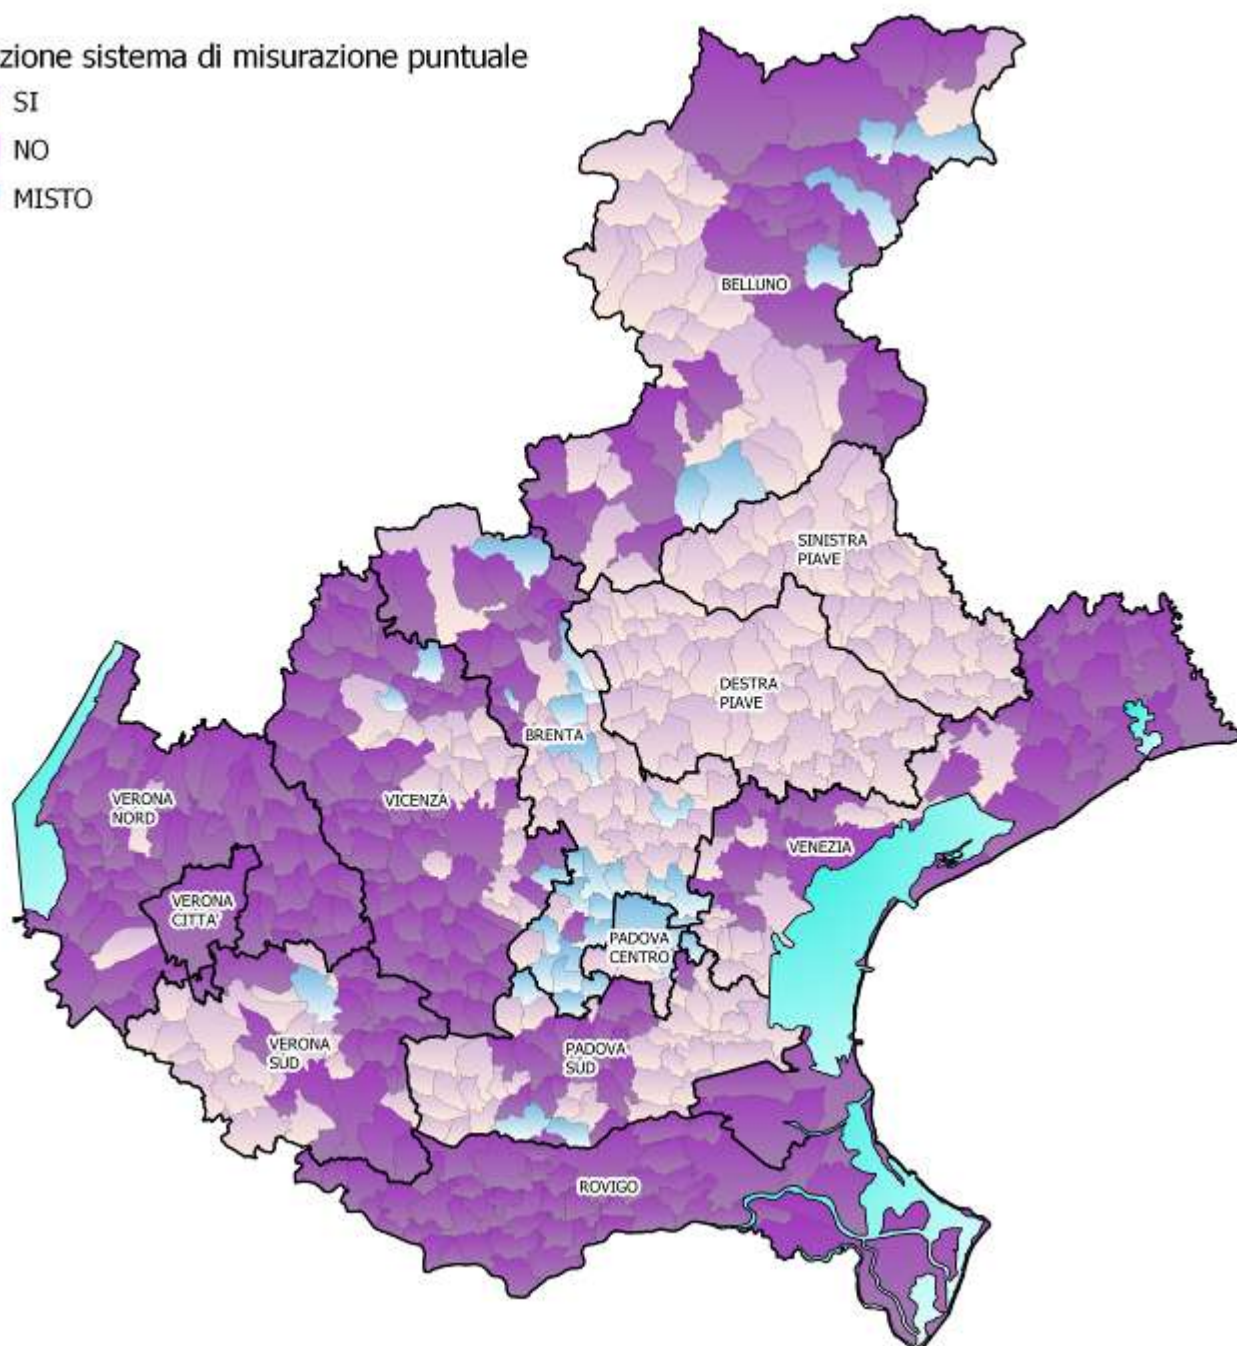 zione sistema di misurazione puntuale
SI
NO
MISTO
BELLUNO
SINISTRA
PIAVE
DESTRA
PIAVE
BRENTA
VERONA
NORD
VICENZA
VENEZIA
VERONA
CITTA'
PADOVA
CENTRO
VERONA
SUD
PADOVA
SUD
ROVIGO